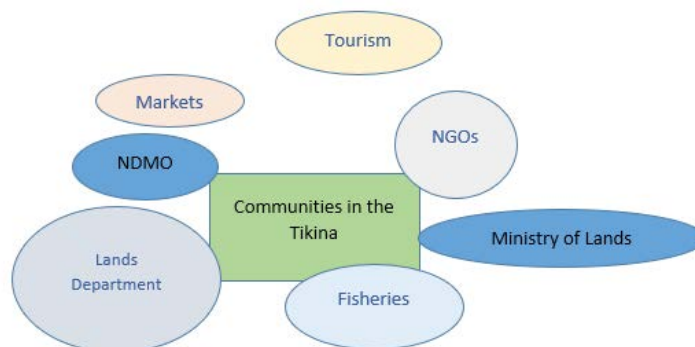 Tourism
Markets
NGOs
NDMO
Communities in the
Tikina
Ministry of Lands
Lands
Department
Fisheries